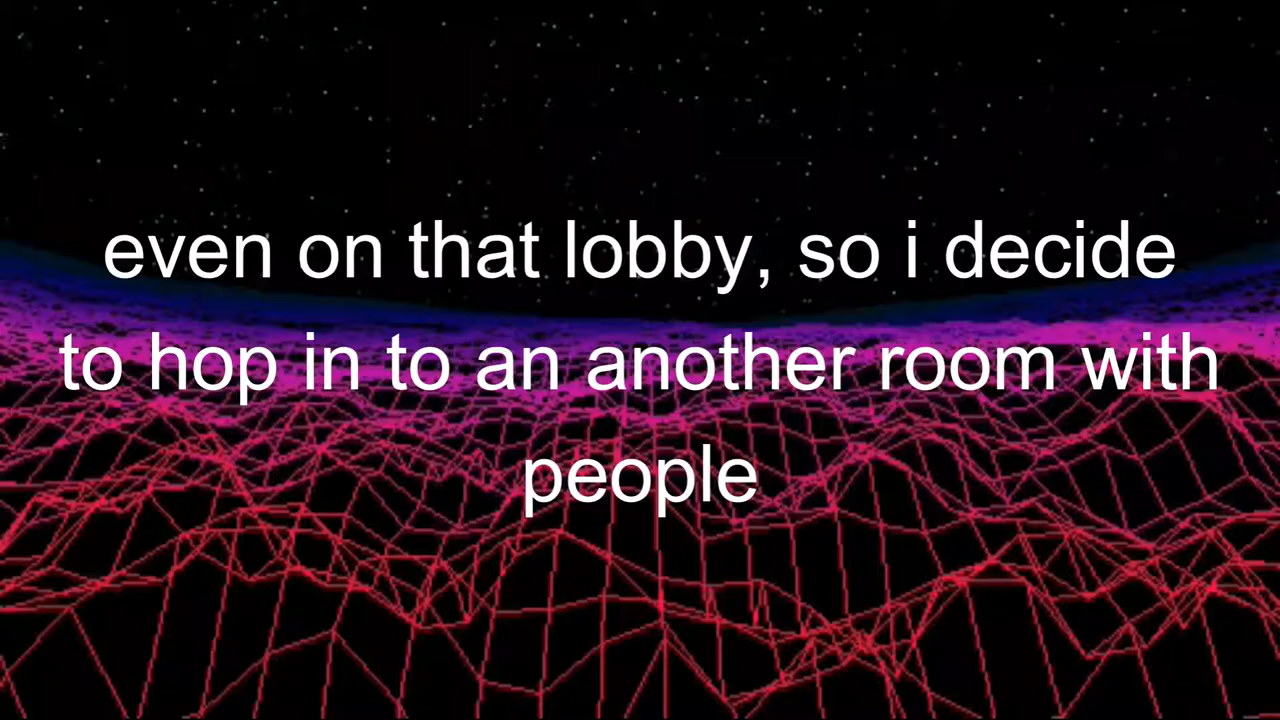 even on that lobby, so i decide
to hop in to an another room with
people